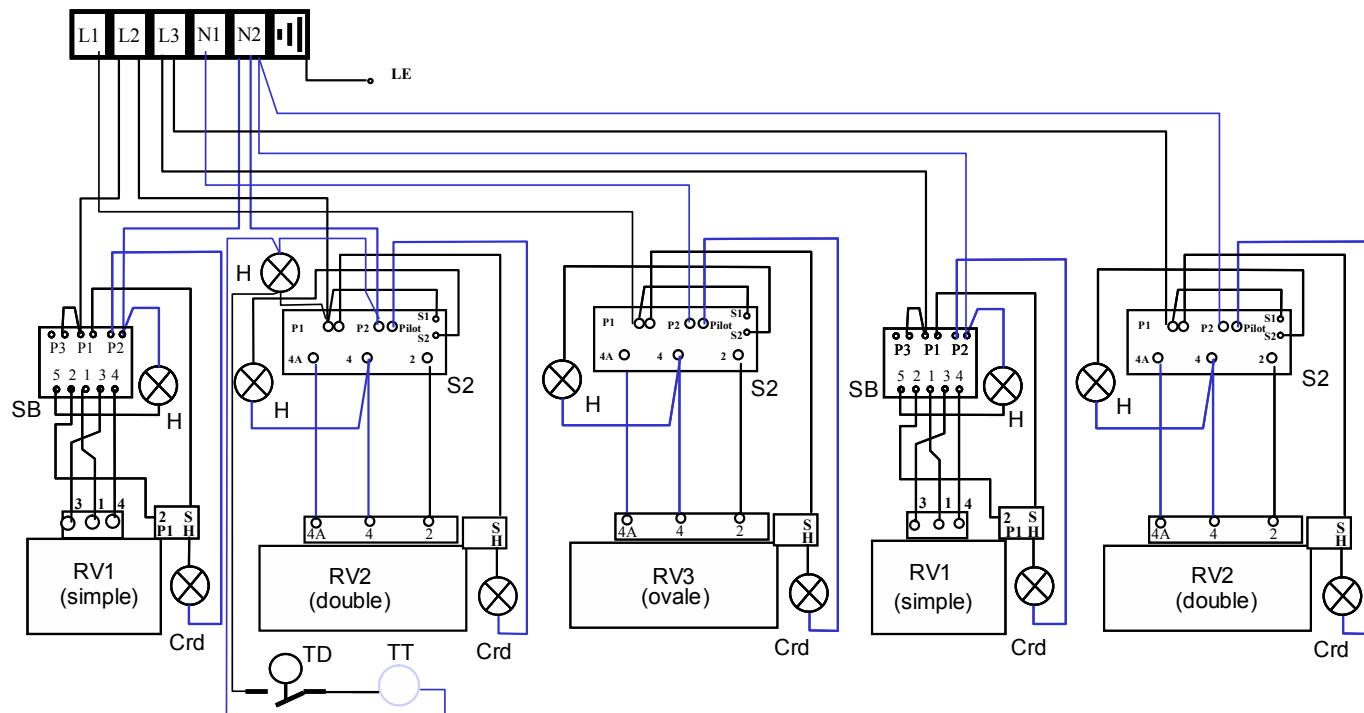 L1 L2 L3 N1 N2
LE
H
P1 P2 Pilot S1
S2
4A 4 2
S2
H
P3 P1 P2
5 2 1 3 4
SB
H
3 1 4
2 S
P1 H
RV1
(simple)
Crd
4A 4 2
S
H
RV2
(double)
Crd
TD
TT
P1 P2 Pilot S1
S2
4A 4 2
S2
H
4A 4 2
S
H
RV3
(ovale)
Crd
P3 P1 P2
5 2 1 3 4
SB
H
3 1 4
2 S
P1 H
RV1
(simple)
Crd
P1 P2 Pilot S1
S2
4A 4 2
S2
H
4A 4 2
S
H
RV2
(double)
Crd